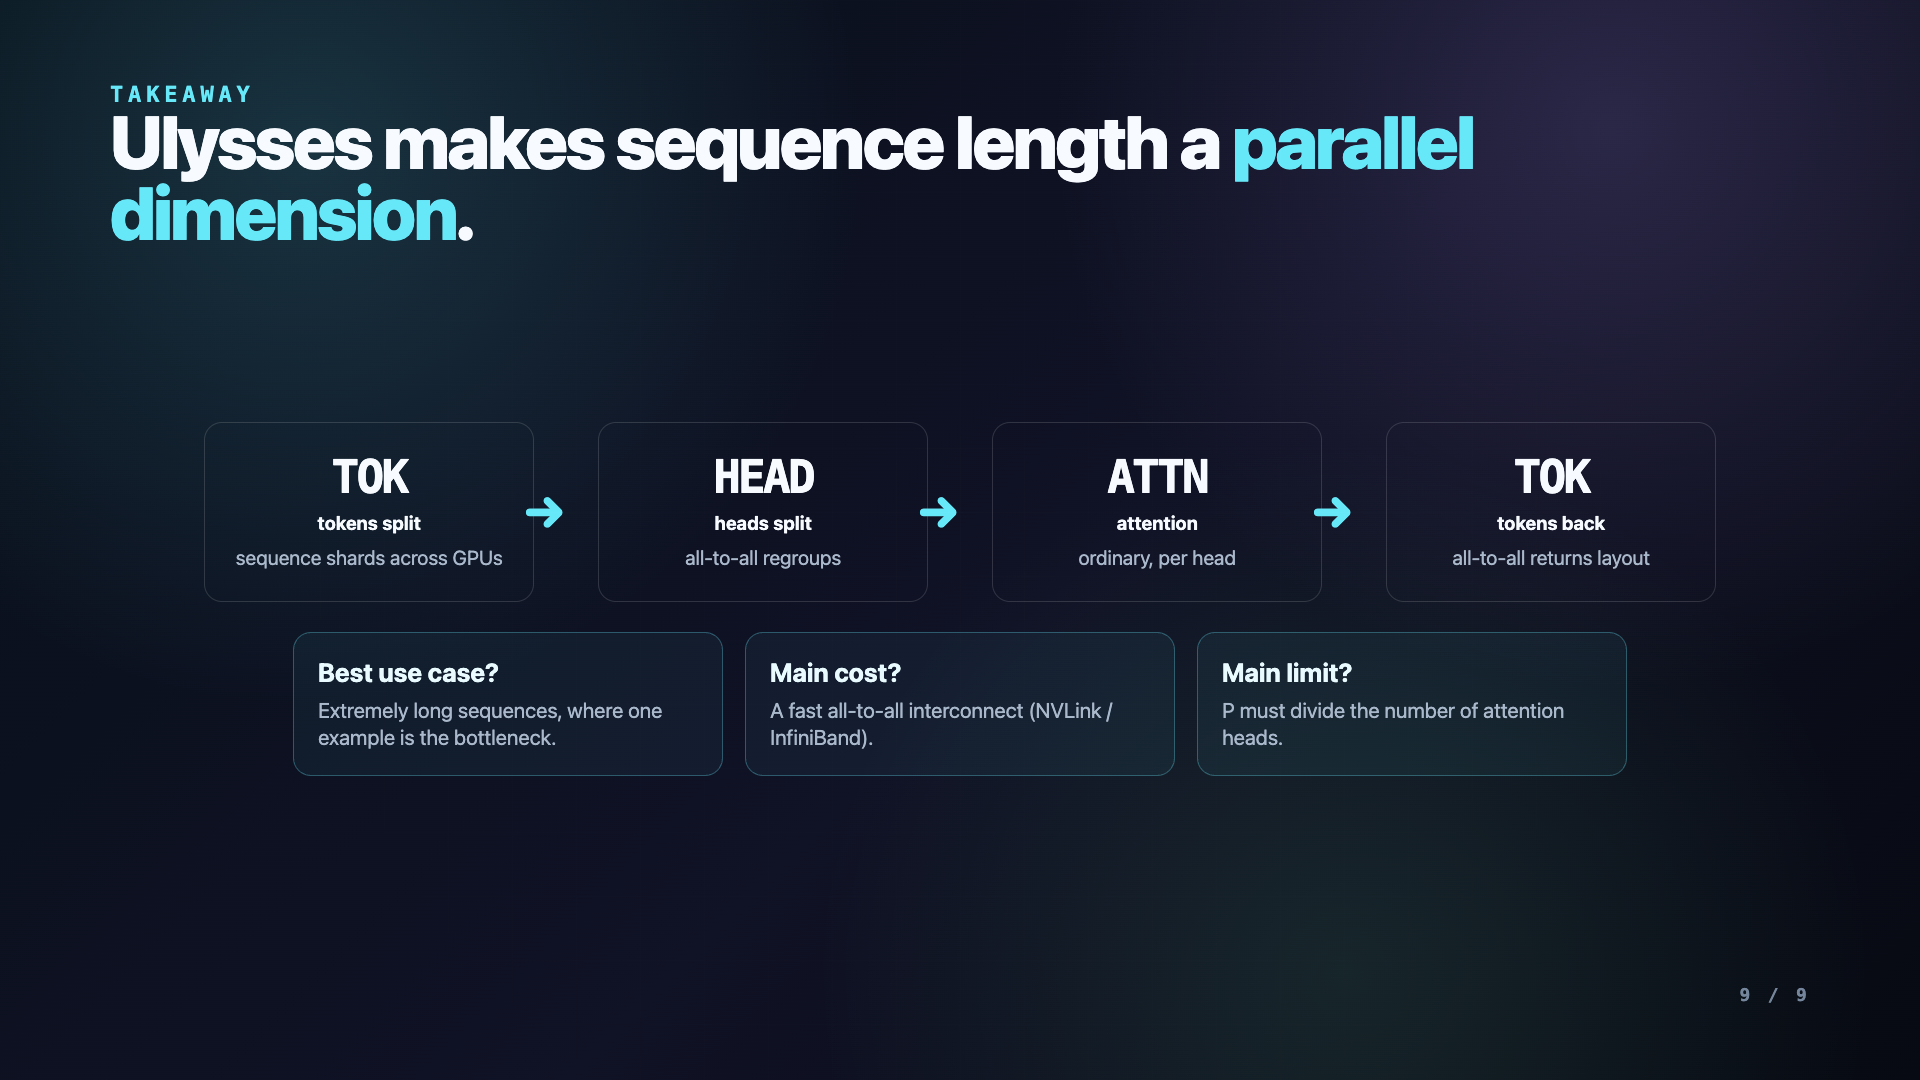 TAKEAWAY
Ulysses makes sequence length a parallel
dimension.
TOK
tokens split
sequence shards across GPUs
HEAD
heads split
all-to-all regroups
ATTN
attention
ordinary, per head
TOK
tokens back
all-to-all returns layout
Best use case?
Extremely long sequences, where one
example is the bottleneck.
Main cost?
A fast all-to-all interconnect (NVLink /
InfiniBand).
Main limit?
P must divide the number of attention
heads.
9 / 9